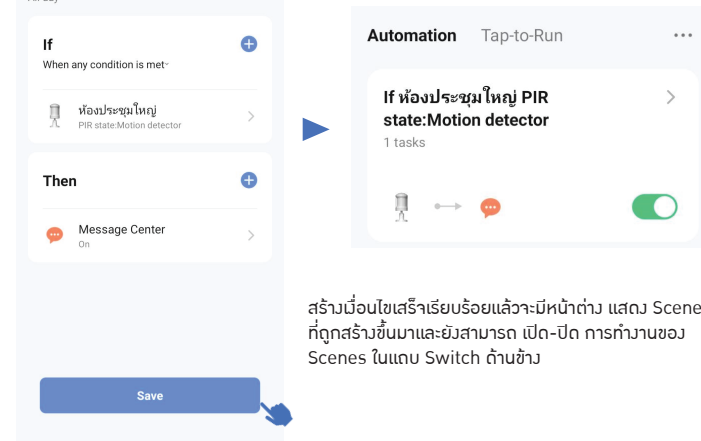 If
When any condition is met
ห้องประชุมใหญ่
PIR state:Motion detector
Then
Message Center
On
Save
Automation Tap-to-Run
If ห้องประชุมใหญ่ PIR
state:Motion detector
1 tasks
สร้างเงื่อนไขเสร็จเรียบร้อยแล้วจะมีหน้าต่าง แสดง Scene
ที่ถูกสร้างขึ้นมาและยังสามารถ เปิด-ปิด การทำงานของ
Scenes ในแถบ Switch ด้านข้าง